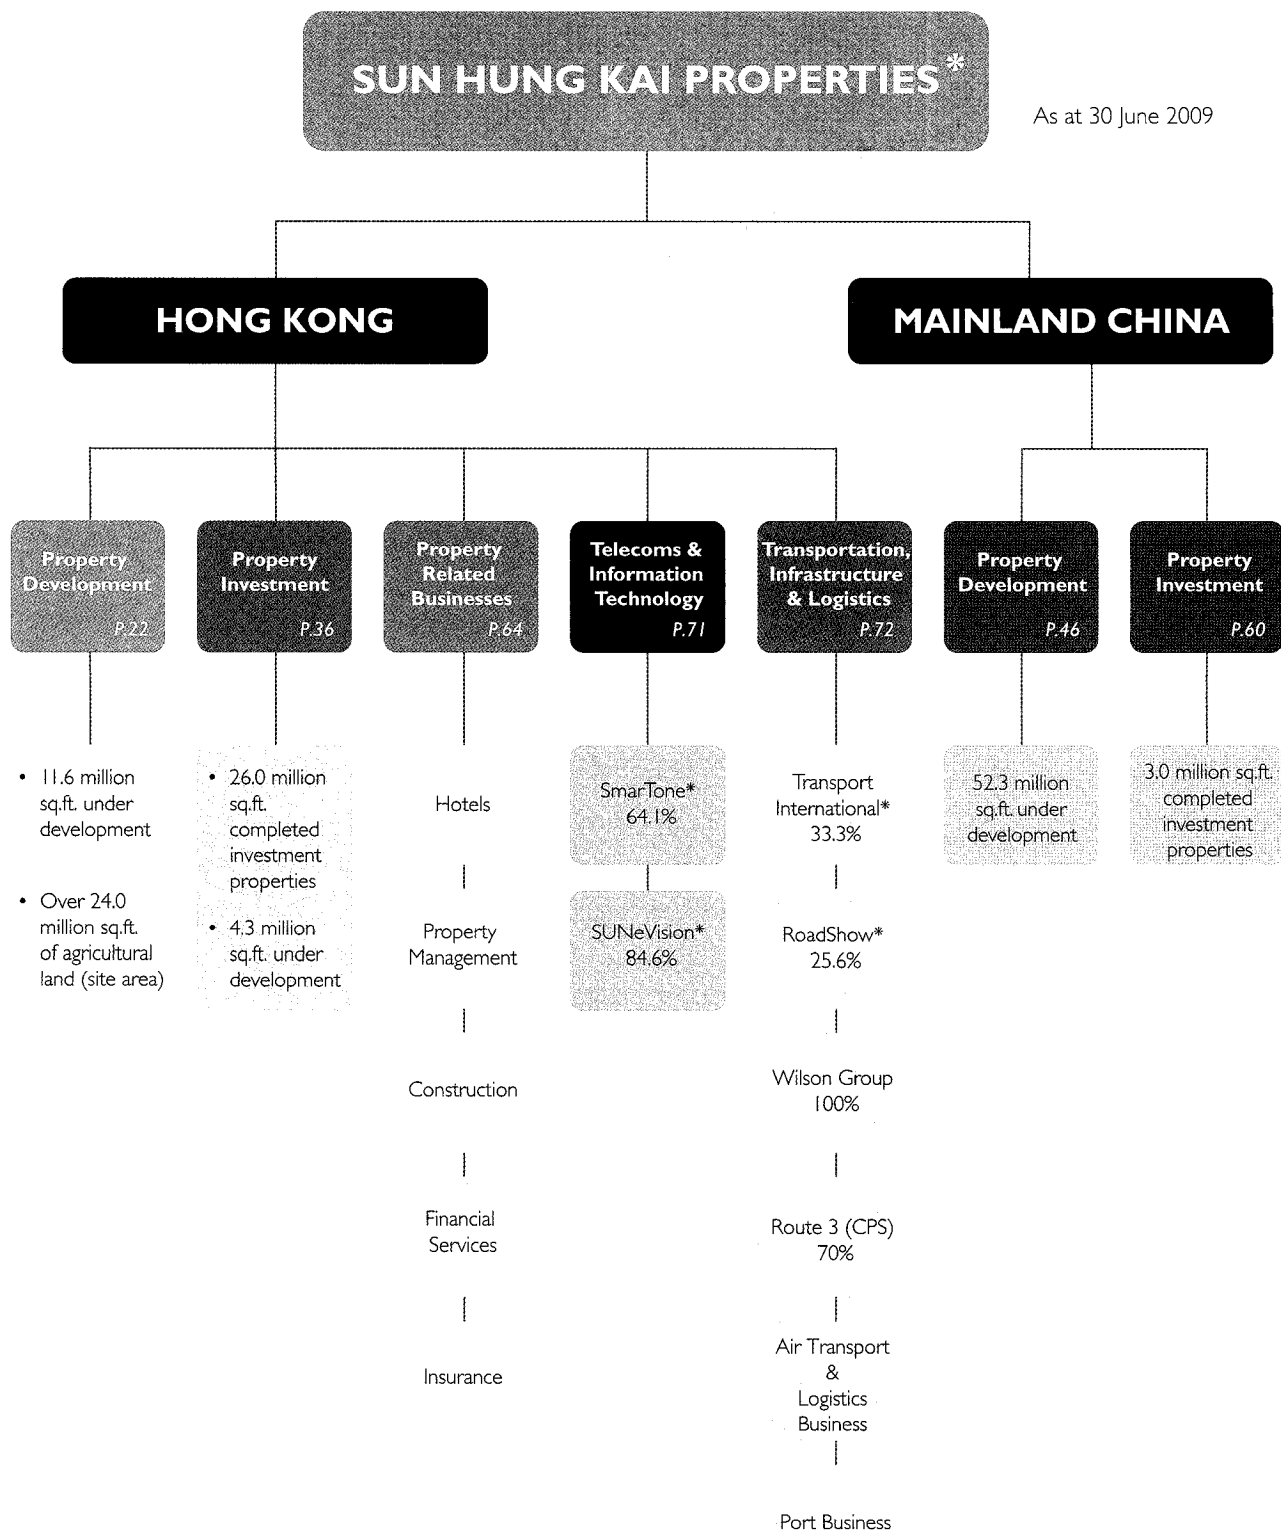 SUN HUNG KAI PROPERTIES*
As at 30 June 2009
HONG KONG
MAINLAND CHINA
Property
Development
P.22
Property
Investment
P.36
Property
Related
Businesses
P.64
Telecoms &
Information
Technology
P.71
Transportation,
Infrastructure
& Logistics
P.72
Property
Development
P.46
Property
Investment
P.60
• 11.6 million
sq.ft. under
development
• Over 24.0
million sq.ft.
of agricultural
land (site area)
• 26.0 million
sq.ft.
completed
investment
properties
• 4.3 million
sq.ft. under
development
Hotels
Property
Management
Construction
Financial
Services
Insurance
SmarTone*
64.1%
SUNeVision*
84.6%
Transport
International*
33.3%
RoadShow*
25.6%
Wilson Group
100%
Route 3 (CPS)
70%
Air Transport
&
Logistics
Business
Port Business
52.3 million
sq.ft. under
development
3.0 million sq.ft.
completed
investment
properties